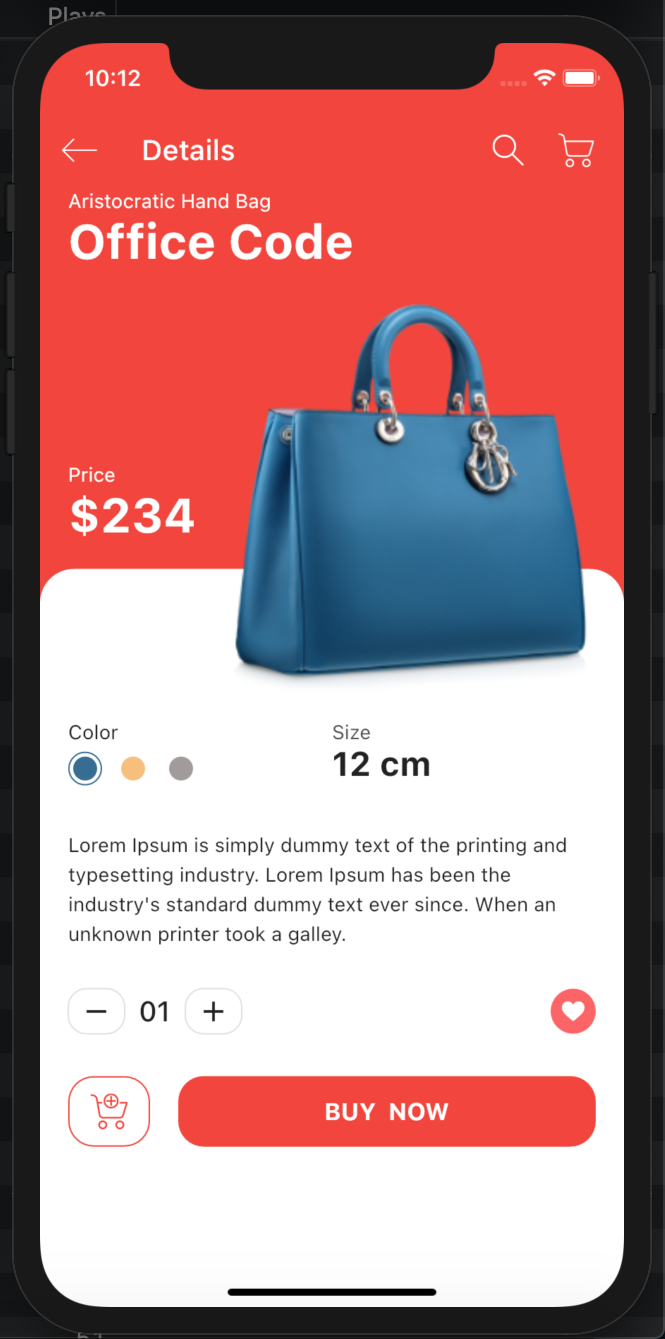 Plays
10:12
Details
Aristocratic Hand Bag
Office Code
Price
$234
Color
Size
12 cm
Lorem Ipsum is simply dummy text of the printing and
typesetting industry. Lorem Ipsum has been the
industry's standard dummy text ever since. When an
unknown printer took a galley.
01
BUY NOW